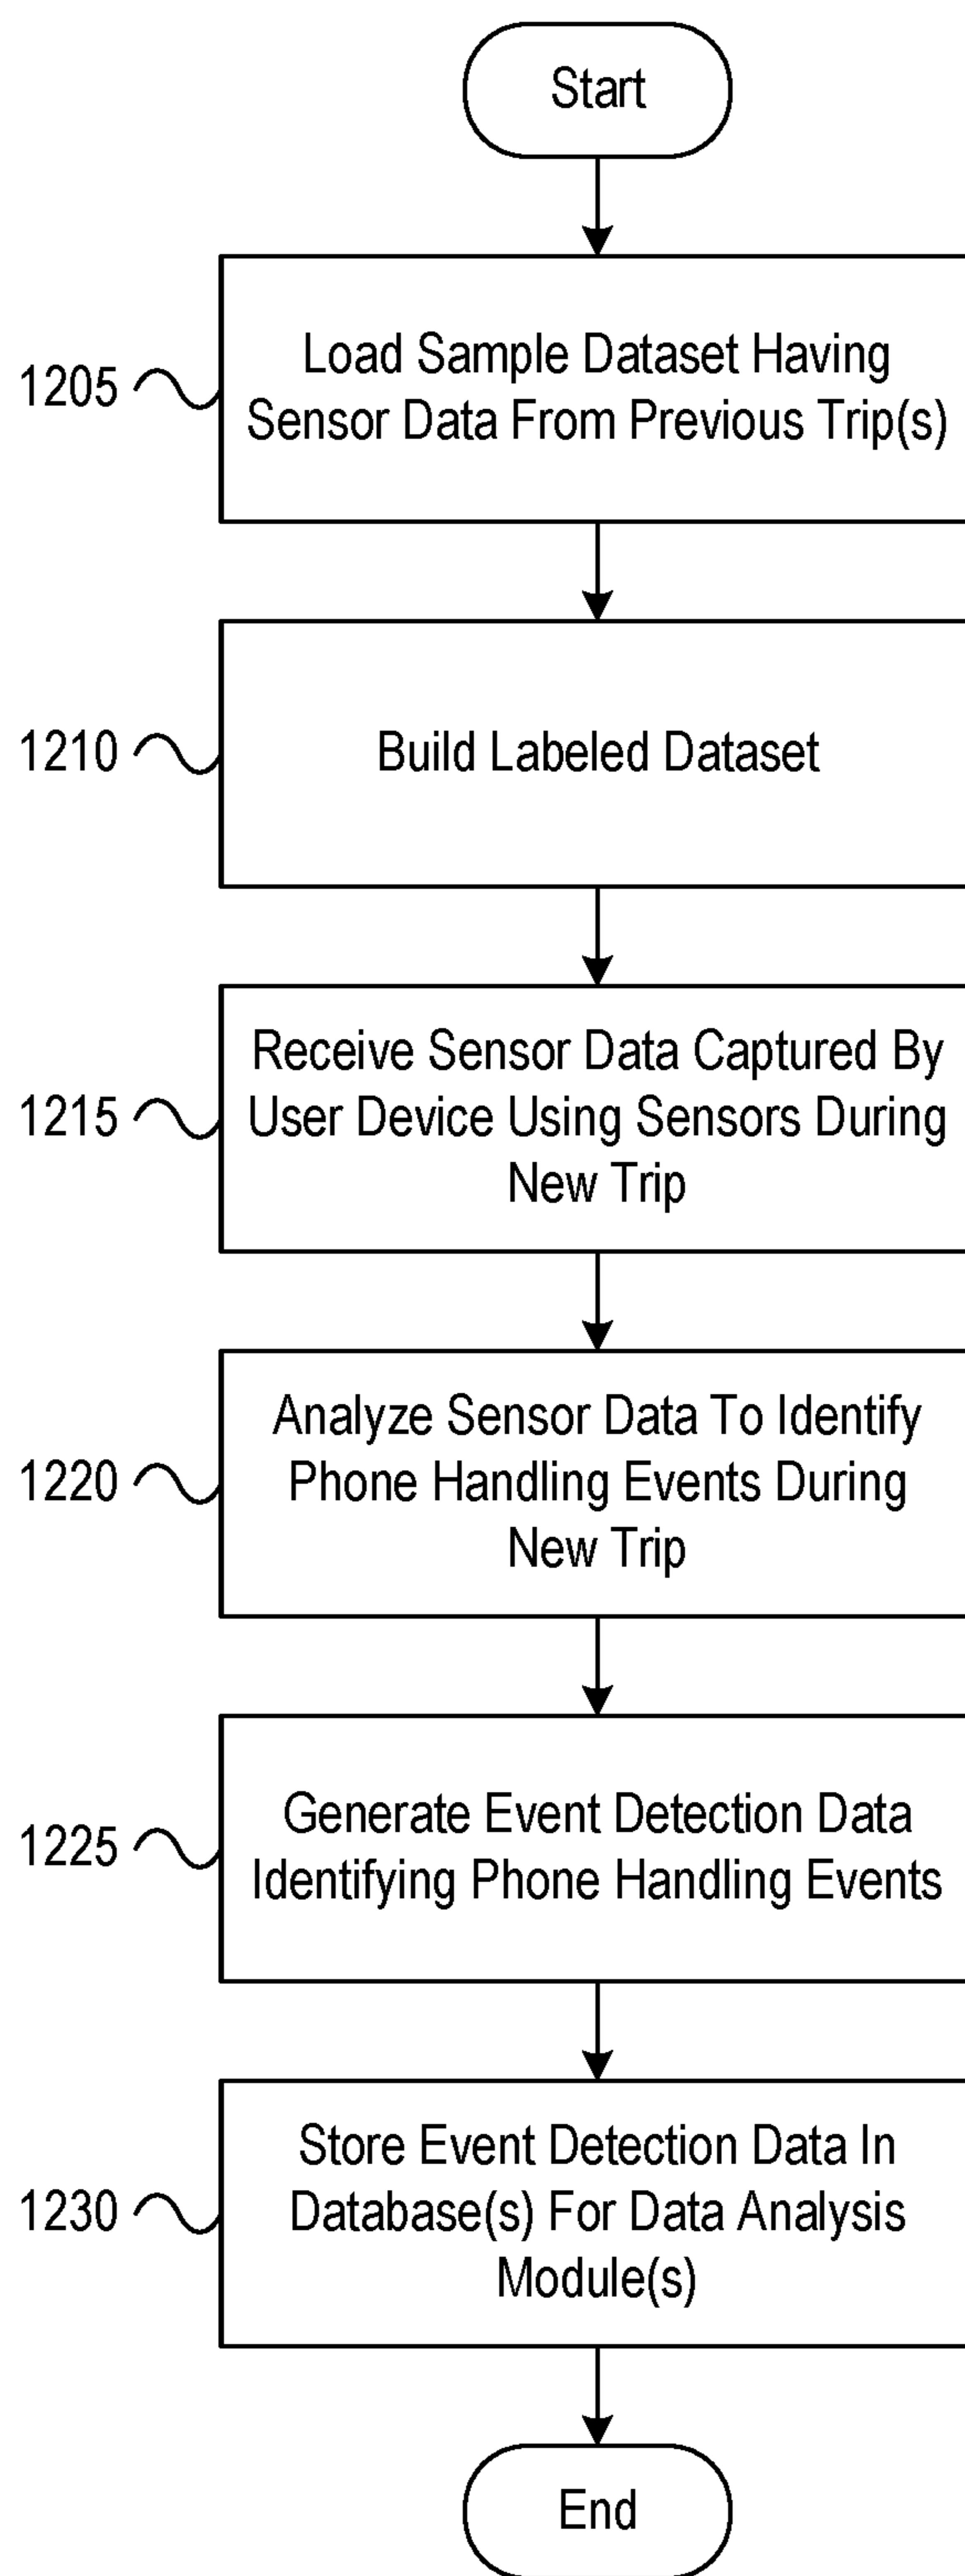 Start
1205
Load Sample Dataset Having
Sensor Data From Previous Trip(s)
1210
Build Labeled Dataset
1215
Receive Sensor Data Captured By
User Device Using Sensors During
New Trip
1220
Analyze Sensor Data To Identify
Phone Handling Events During
New Trip
1225
Generate Event Detection Data
Identifying Phone Handling Events
1230
Store Event Detection Data In
Database(s) For Data Analysis
Module(s)
End